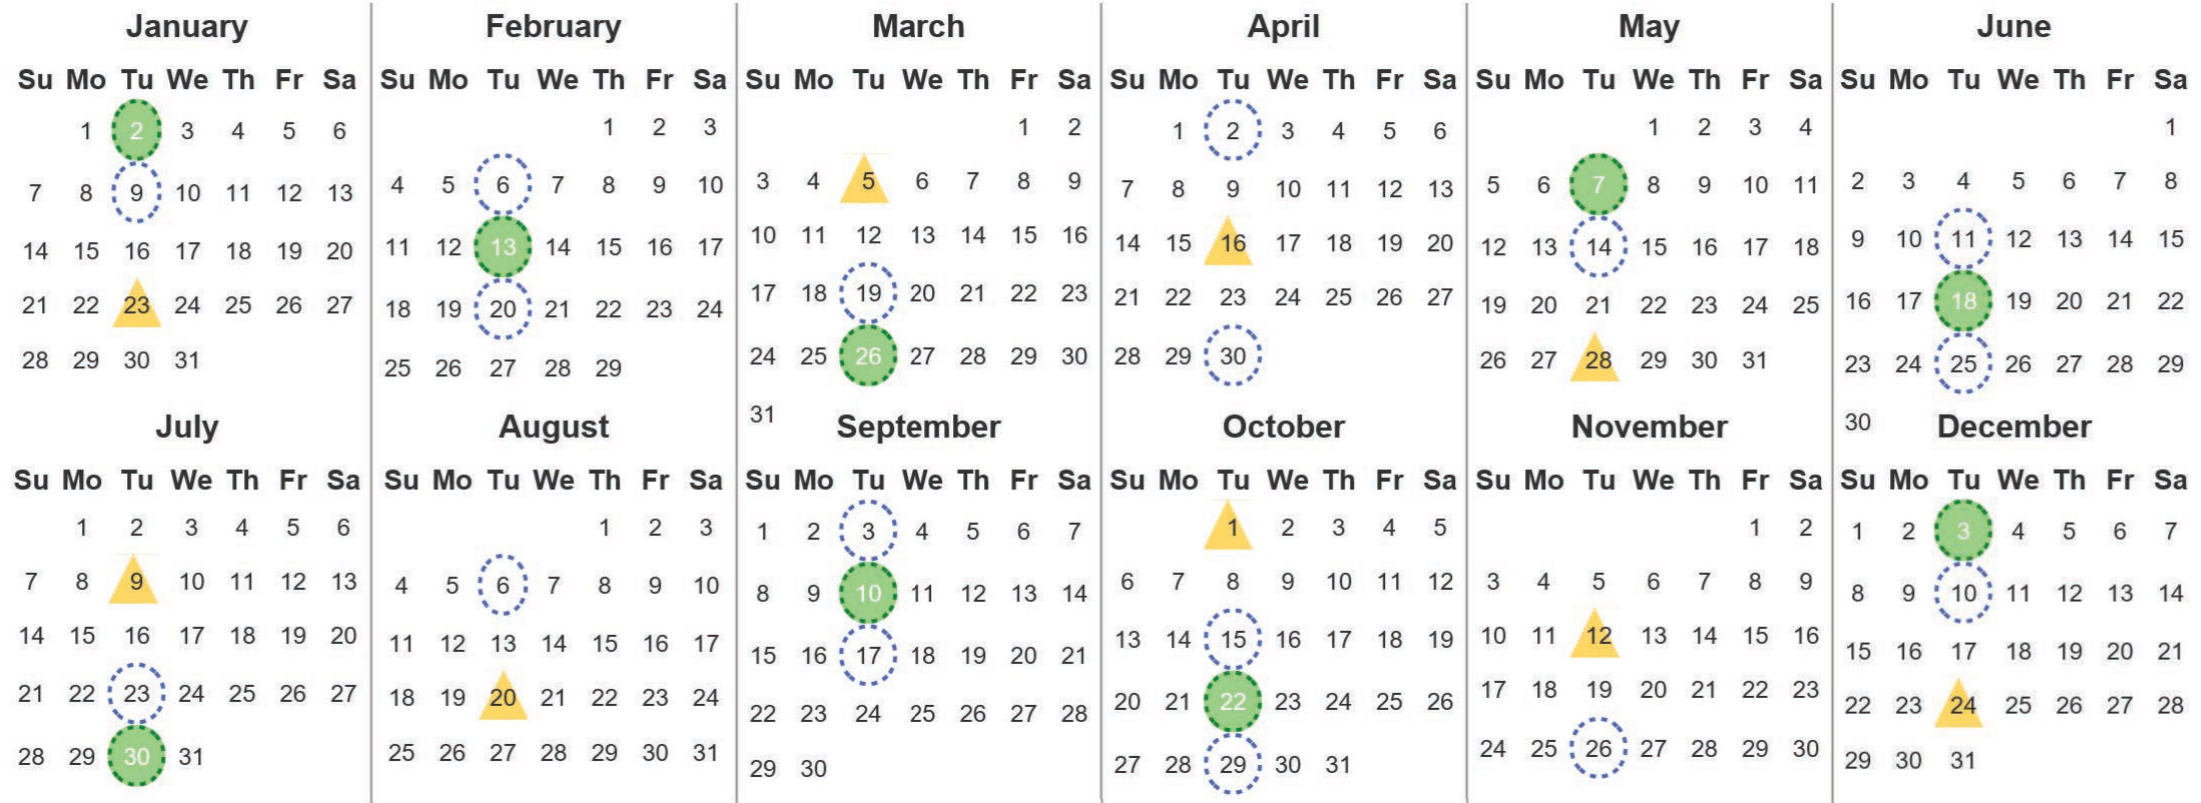 January
Su Mo Tu We Th Fr Sa
1 2 3 4 5 6
7 8 9 10 11 12 13
14 15 16 17 18 19 20
21 22 23 24 25 26 27
28 29 30 31
February
Su Mo Tu We Th Fr Sa
1 2 3
4 5 6 7 8 9 10
11 12 13 14 15 16 17
18 19 20 21 22 23 24
25 26 27 28 29
March
Su Mo Tu We Th Fr Sa
1 2
3 4 5 6 7 8 9
10 11 12 13 14 15 16
17 18 19 20 21 22 23
24 25 26 27 28 29 30
31
April
Su Mo Tu We Th Fr Sa
1 2 3 4 5 6
7 8 9 10 11 12 13
14 15 16 17 18 19 20
21 22 23 24 25 26 27
28 29 30
May
Su Mo Tu We Th Fr Sa
1 2 3 4
5 6 7 8 9 10 11
12 13 14 15 16 17 18
19 20 21 22 23 24 25
26 27 28 29 30 31
June
Su Mo Tu We Th Fr Sa
1
2 3 4 5 6 7 8
9 10 11 12 13 14 15
16 17 18 19 20 21 22
23 24 25 26 27 28 29
30
July
Su Mo Tu We Th Fr Sa
1 2 3 4 5 6
7 8 9 10 11 12 13
14 15 16 17 18 19 20
21 22 23 24 25 26 27
28 29 30 31
August
Su Mo Tu We Th Fr Sa
1 2 3
4 5 6 7 8 9 10
11 12 13 14 15 16 17
18 19 20 21 22 23 24
25 26 27 28 29 30 31
September
Su Mo Tu We Th Fr Sa
1 2 3 4 5 6 7
8 9 10 11 12 13 14
15 16 17 18 19 20 21
22 23 24 25 26 27 28
29 30
October
Su Mo Tu We Th Fr Sa
1 2 3 4 5
6 7 8 9 10 11 12
13 14 15 16 17 18 19
20 21 22 23 24 25 26
27 28 29 30 31
November
Su Mo Tu We Th Fr Sa
1 2
3 4 5 6 7 8 9
10 11 12 13 14 15 16
17 18 19 20 21 22 23
24 25 26 27 28 29 30
December
Su Mo Tu We Th Fr Sa
1 2 3 4 5 6 7
8 9 10 11 12 13 14
15 16 17 18 19 20 21
22 23 24 25 26 27 28
29 30 31